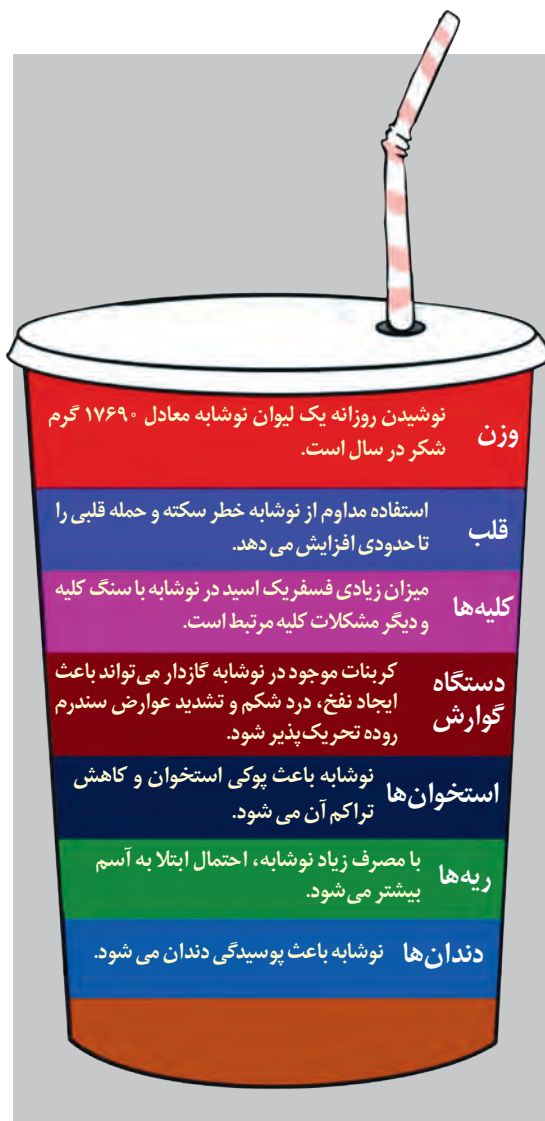 وزن
نوشیدن روزانه یک لیوان نوشابه معادل ۱۷۶۹۰ گرم
شکر در سال است.
قلب
استفاده مداوم از نوشابه خطر سکته و حمله قلبی را
تا حدودی افزایش می دهد.
کلیه‌ها
میزان زیادی فسفریک اسید در نوشابه با سنگ کلیه
و دیگر مشکلات کلیه مرتبط است.
دستگاه
گوارش
کربنات موجود در نوشابه گازدار می‌تواند باعث
ایجاد نفخ، درد شکم و تشدید عوارض سندرم
روده تحریک‌پذیر شود.
استخوان‌ها
نوشابه باعث پوکی استخوان و کاهش
تراکم آن می شود.
ریه‌ها
با مصرف زیاد نوشابه، احتمال ابتلا به آسم
بیشتر می‌شود.
دندان‌ها
نوشابه باعث پوسیدگی دندان می شود.